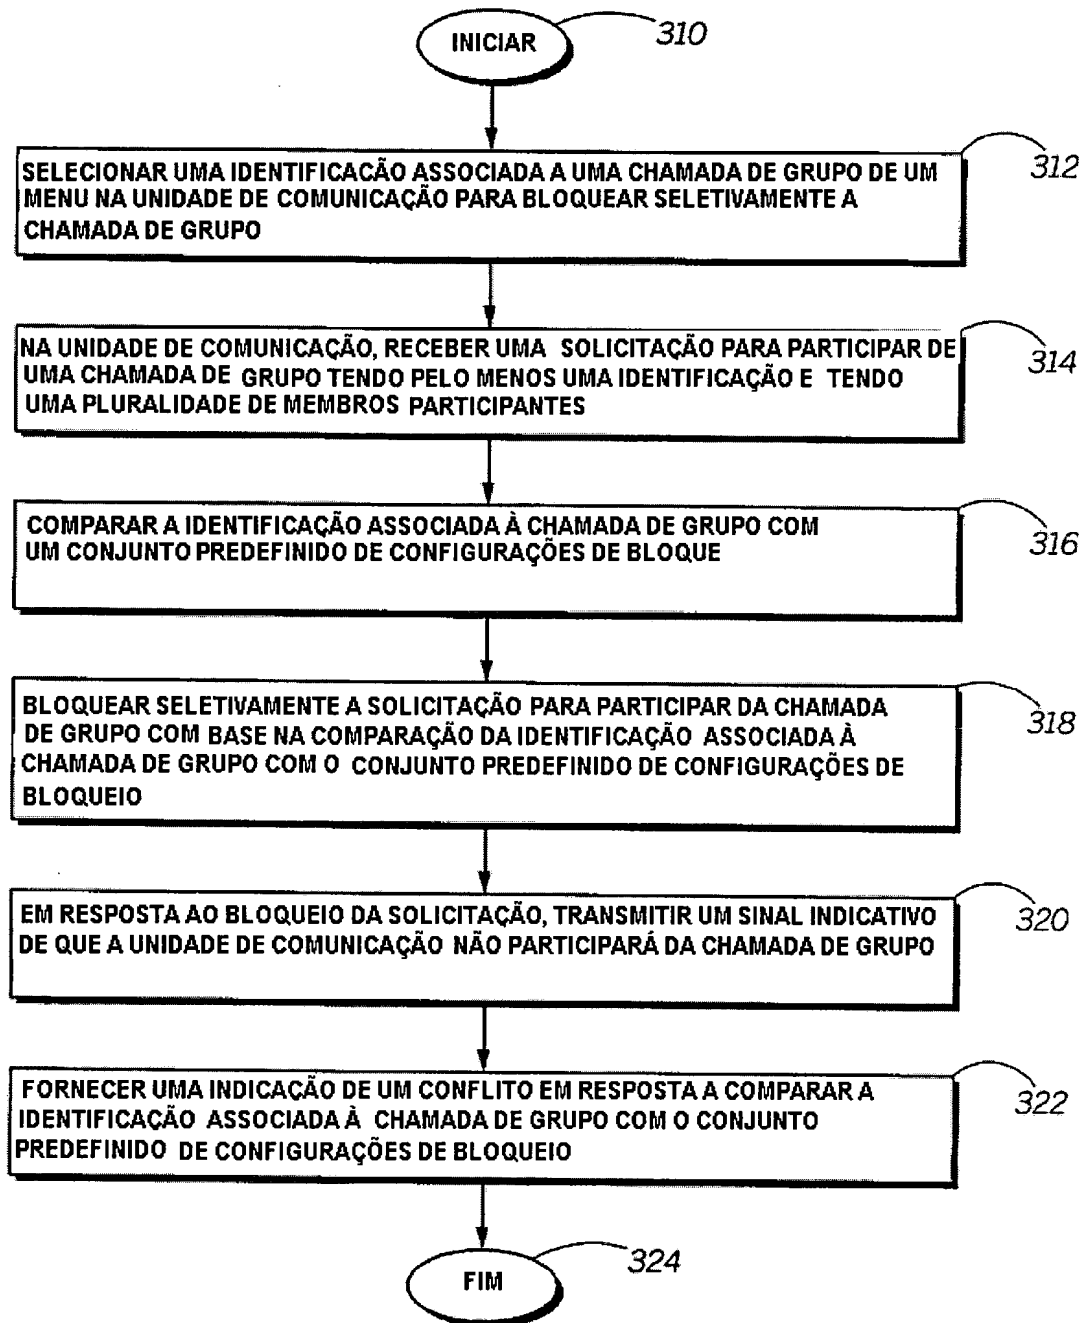 INICIAR
310
SELECIONAR UMA IDENTIFICAÇÃO ASSOCIADA A UMA CHAMADA DE GRUPO DE UM
MENU NA UNIDADE DE COMUNICAÇÃO PARA BLOQUEAR SELETIVAMENTE A
CHAMADA DE GRUPO
312
NA UNIDADE DE COMUNICAÇÃO, RECEBER UMA SOLICITAÇÃO PARA PARTICIPAR DE
UMA CHAMADA DE GRUPO TENDO PELO MENOS UMA IDENTIFICAÇÃO E TENDO
UMA PLURALIDADE DE MEMBROS PARTICIPANTES
314
COMPARAR A IDENTIFICAÇÃO ASSOCIADA À CHAMADA DE GRUPO COM
UM CONJUNTO PREDEFINIDO DE CONFIGURAÇÕES DE BLOQUE
316
BLOQUEAR SELETIVAMENTE A SOLICITAÇÃO PARA PARTICIPAR DA CHAMADA
DE GRUPO COM BASE NA COMPARAÇÃO DA IDENTIFICAÇÃO ASSOCIADA À
CHAMADA DE GRUPO COM O CONJUNTO PREDEFINIDO DE CONFIGURAÇÕES DE
BLOQUEIO
318
EM RESPOSTA AO BLOQUEIO DA SOLICITAÇÃO, TRANSMITIR UM SINAL INDICATIVO
DE QUE A UNIDADE DE COMUNICAÇÃO NÃO PARTICIPARÁ DA CHAMADA DE GRUPO
320
FORNECER UMA INDICAÇÃO DE UM CONFLITO EM RESPOSTA A COMPARAR A
IDENTIFICAÇÃO ASSOCIADA À CHAMADA DE GRUPO COM O CONJUNTO
PREDEFINIDO DE CONFIGURAÇÕES DE BLOQUEIO
322
FIM
324